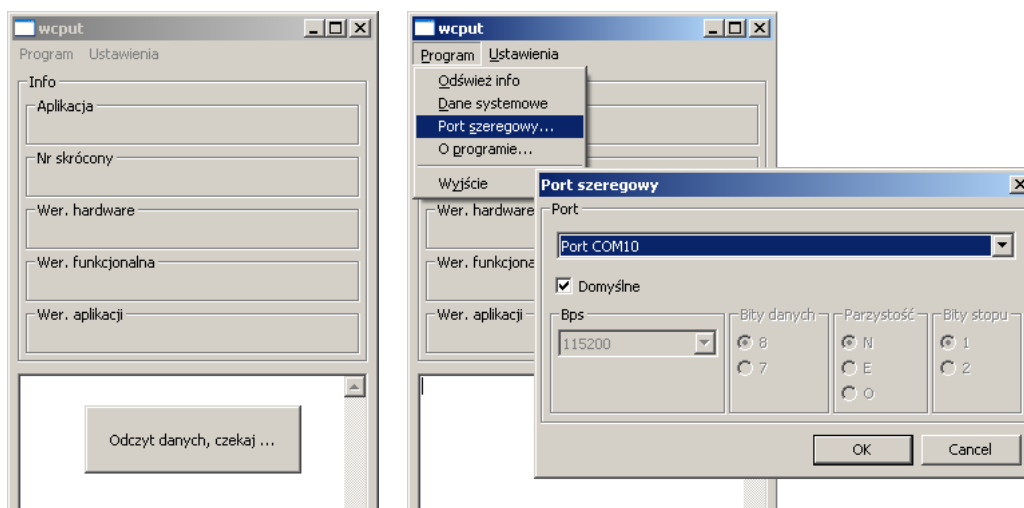 wcput
Program Ustawienia
Info
Aplikacja
Nr skrócony
Wer. hardware
Wer. funkcjonalna
Wer. aplikacji
Odczyt danych, czekaj ...
wcput
Program Ustawienia
Odśwież info
Dane systemowe
Port szeregowy...
O programie...
Wyjście
Wer. hardware
Wer. funkcjona
Wer. aplikacji
Port szeregowy
Port
Port COM10
Domyślne
Bps
115200
Bity danych
8
7
Parzystość
N
E
O
Bity stopu
1
2
OK Cancel